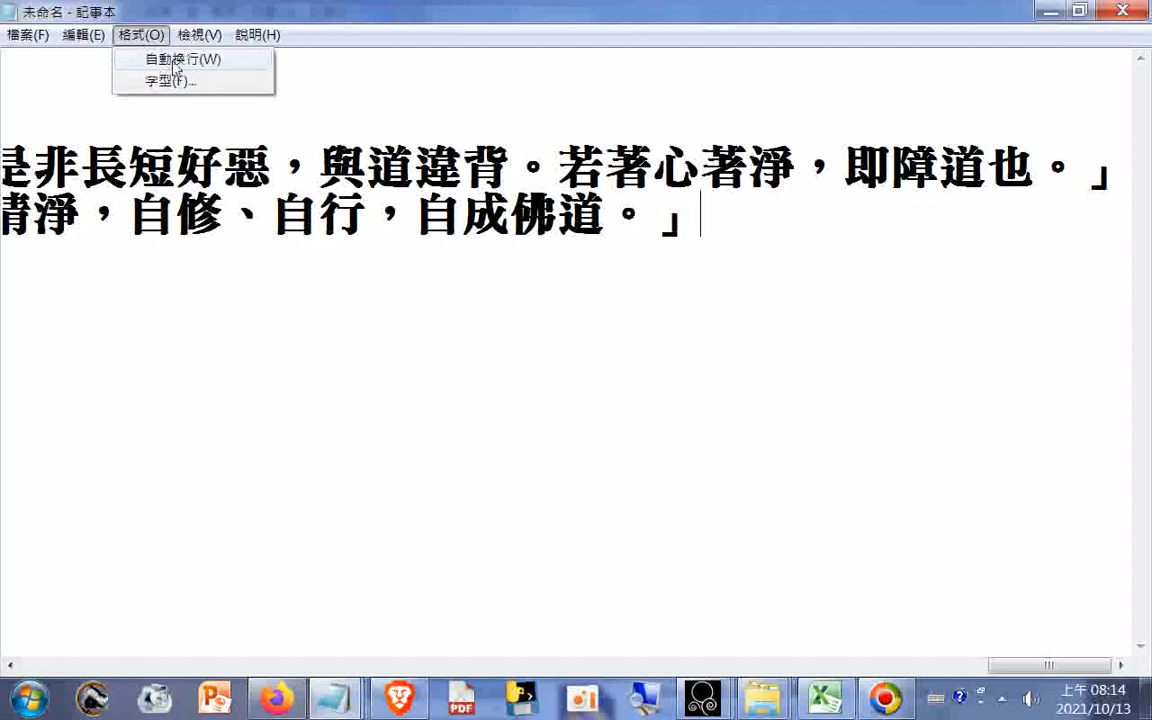 未命名 - 記事本
檔案(F) 編輯(E) 格式(O) 檢視(V) 說明(H)
自動換行(W)
字型(F)...
是非長短好惡，與道違背。若著心著淨，即障道也。」
清淨，自修、自行，自成佛道。」
PDF
上午 08:14
2021/10/13